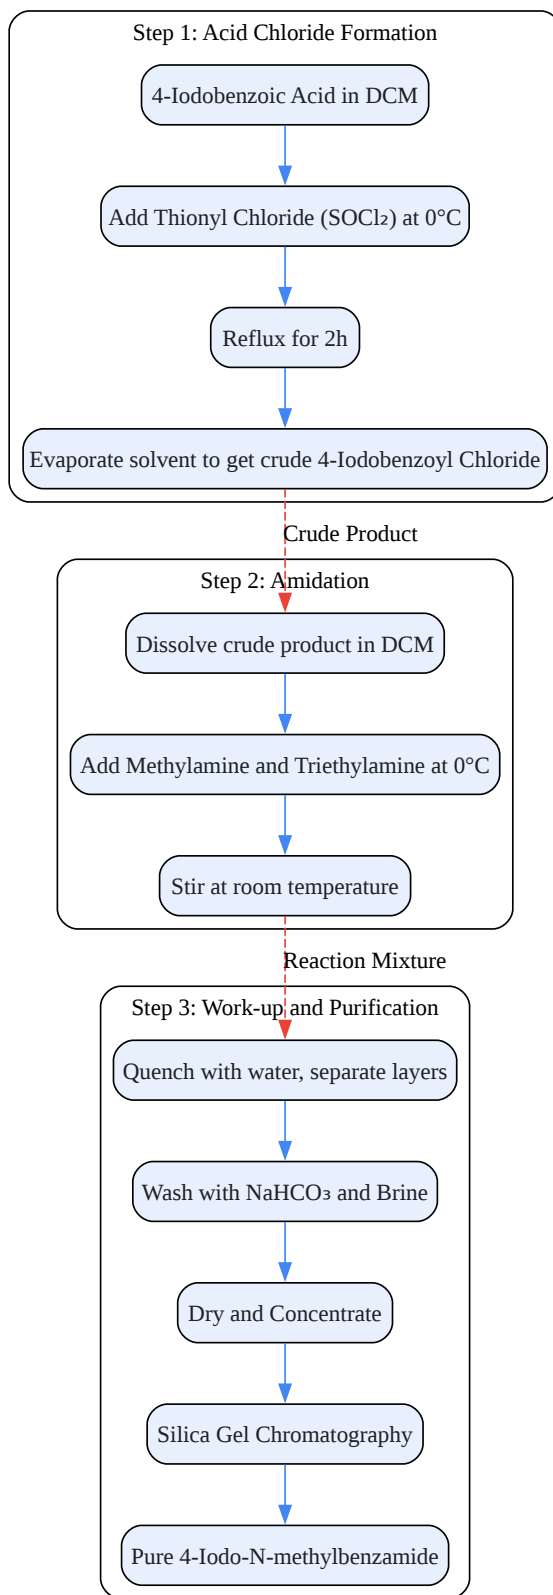 Step 1: Acid Chloride Formation
4-Iodobenzoic Acid in DCM
Add Thionyl Chloride (SOCl₂) at 0°C
Reflux for 2h
Evaporate solvent to get crude 4-Iodobenzoyl Chloride
Crude Product
Step 2: Amidation
Dissolve crude product in DCM
Add Methylamine and Triethylamine at 0°C
Stir at room temperature
Reaction Mixture
Step 3: Work-up and Purification
Quench with water, separate layers
Wash with NaHCO₃ and Brine
Dry and Concentrate
Silica Gel Chromatography
Pure 4-Iodo-N-methylbenzamide